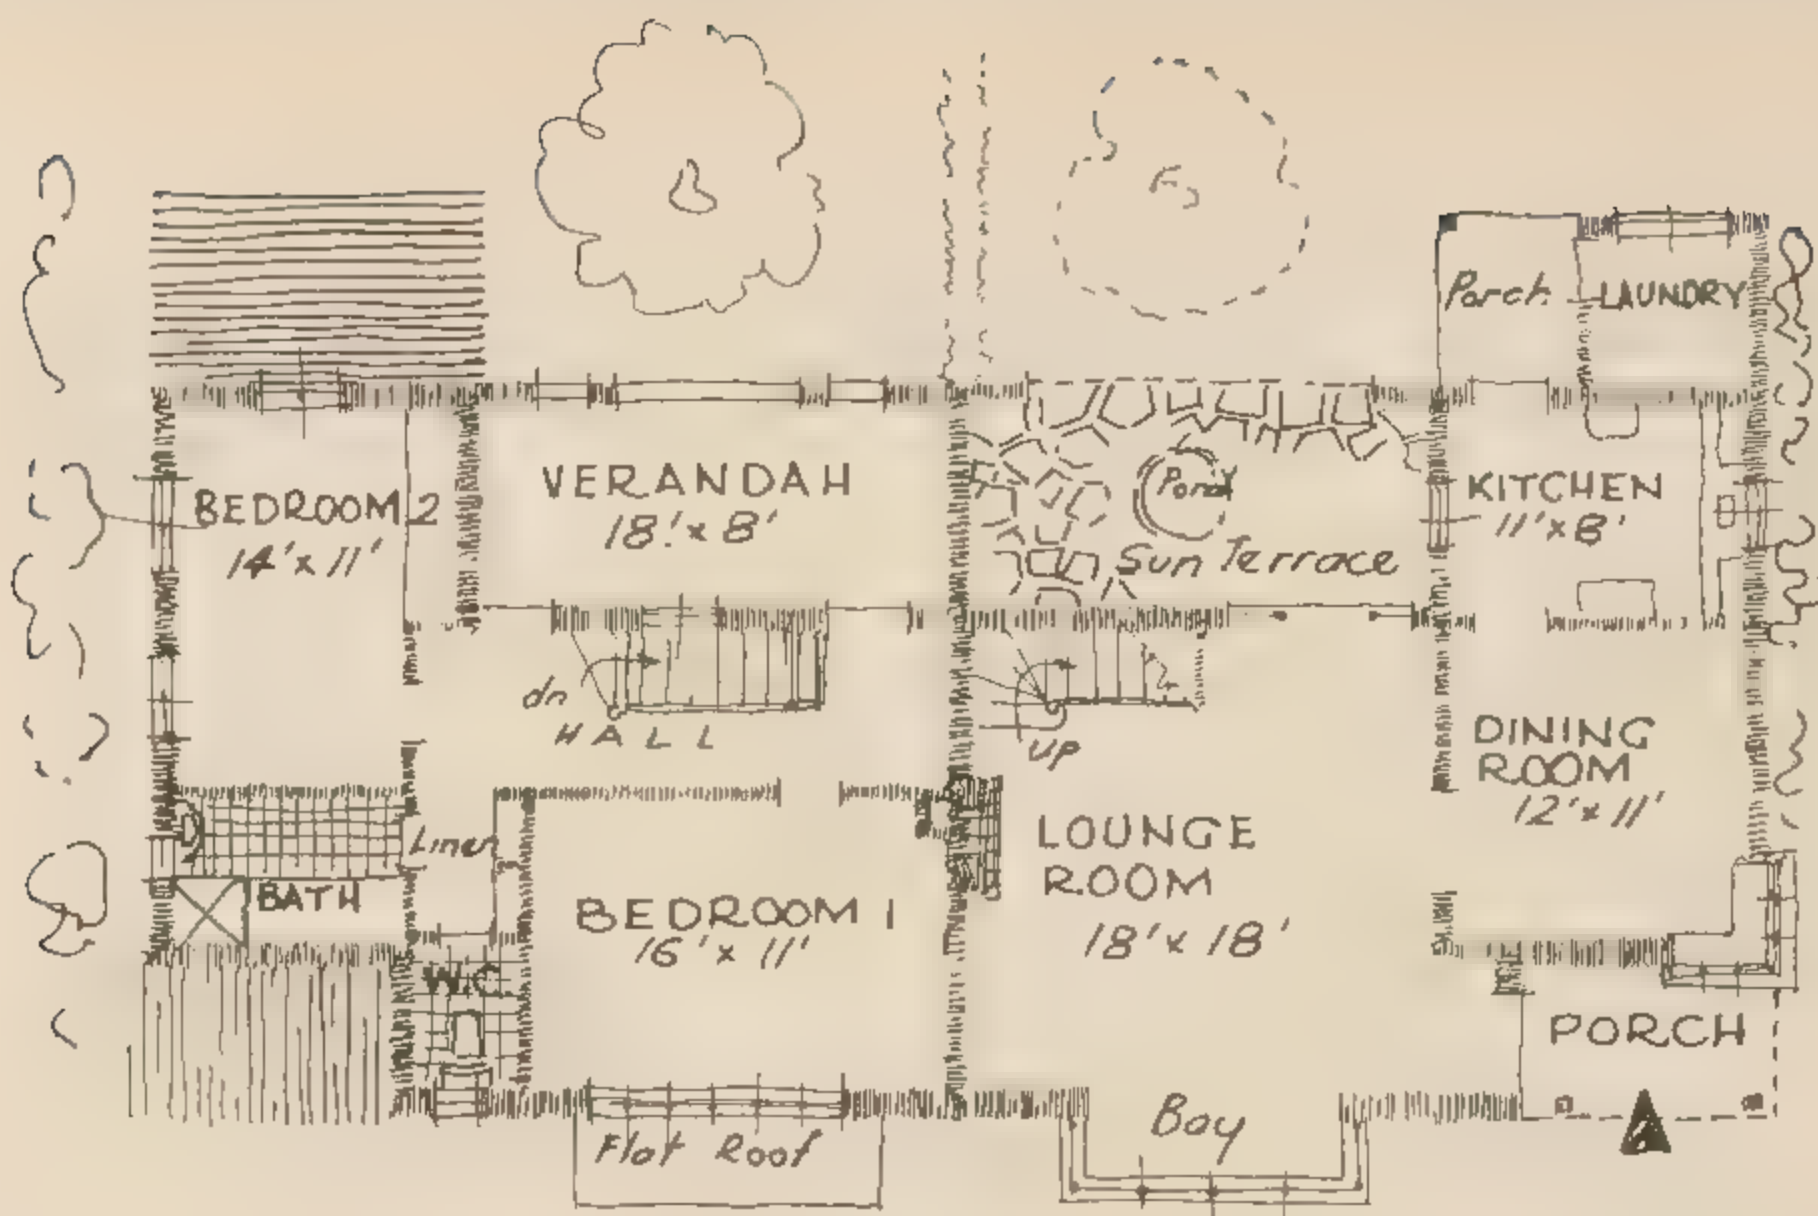 Porch
LAUNDRY
VERANDAH
18' x 8'
BEDROOM 2
14' x 11'
Pond
Sun Terrace
KITCHEN
11' x 8'
dn
HALL
UP
DINING
ROOM
12' x 11'
Linen
BATH
LOUNGE
ROOM
18' x 18'
BEDROOM 1
16' x 11'
W.C.
PORCH
Bay
Flat Roof